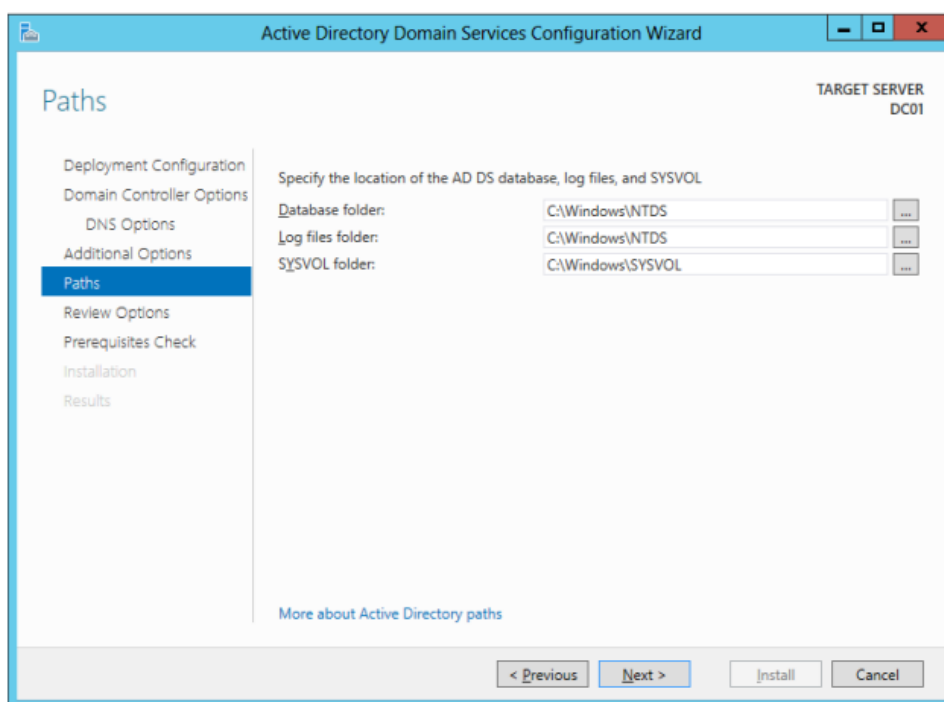 Active Directory Domain Services Configuration Wizard
Paths
TARGET SERVER
DC01
Deployment Configuration
Domain Controller Options
DNS Options
Additional Options
Paths
Review Options
Prerequisites Check
Installation
Results
Specify the location of the AD DS database, log files, and SYSVOL
Database folder: C:\Windows\NTDS ...
Log files folder: C:\Windows\NTDS ...
SYSVOL folder: C:\Windows\SYSVOL ...
More about Active Directory paths
< Previous Next > Install Cancel